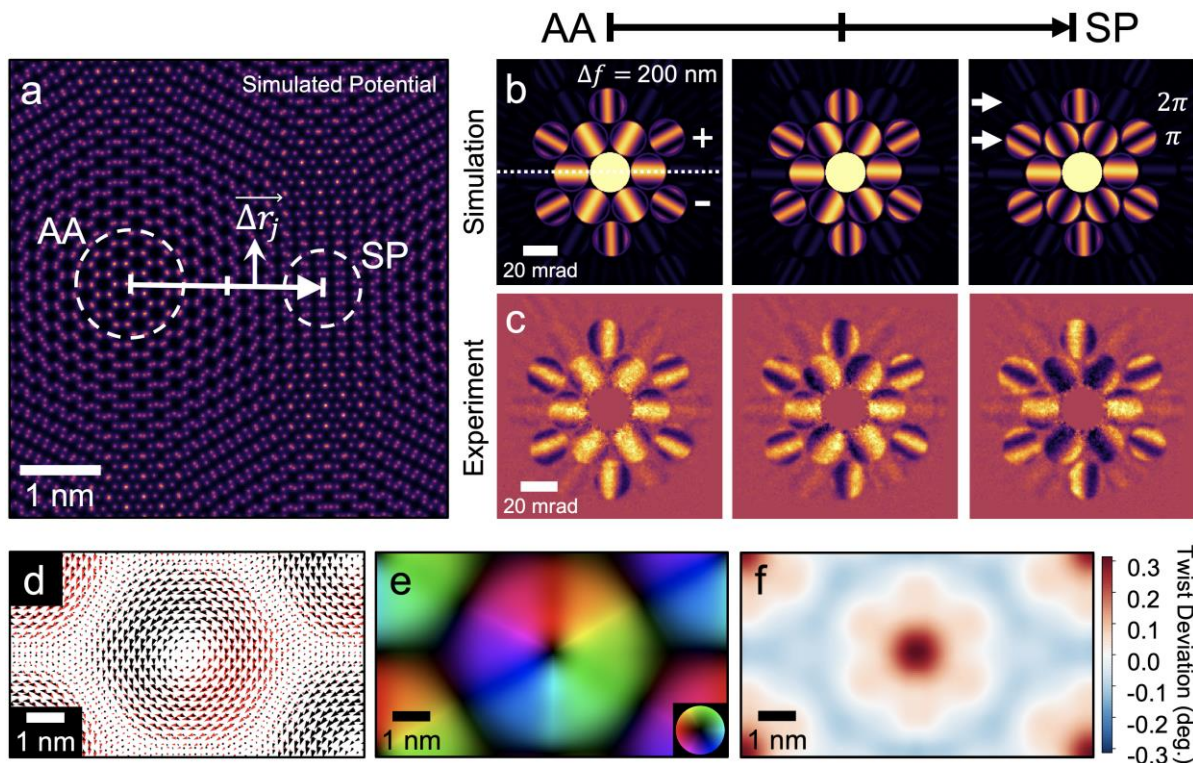 AA SP
a
Simulated Potential
AA
Δr_j
SP
1 nm
Simulation
b
Δf = 200 nm
+
-
20 mrad
2π
π
Experiment
c
20 mrad
d
1 nm
e
1 nm
f
1 nm
0.3
0.2
0.1
0.0
-0.1
-0.2
-0.3
Twist Deviation (deg.)